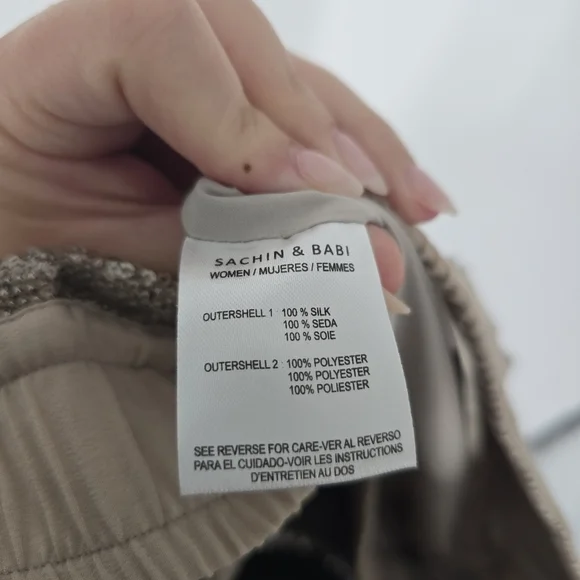 SACHIN & BABI
WOMEN / MUJERES / FEMMES
OUTERSHELL 1 : 100 % SILK
100 % SEDA
100 % SOIE
OUTERSHELL 2 : 100% POLYESTER
100% POLYESTER
100% POLIESTER
SEE REVERSE FOR CARE-VER AL REVERSO
PARA EL CUIDADO-VOIR LES INSTRUCTIONS
D'ENTRETIEN AU DOS